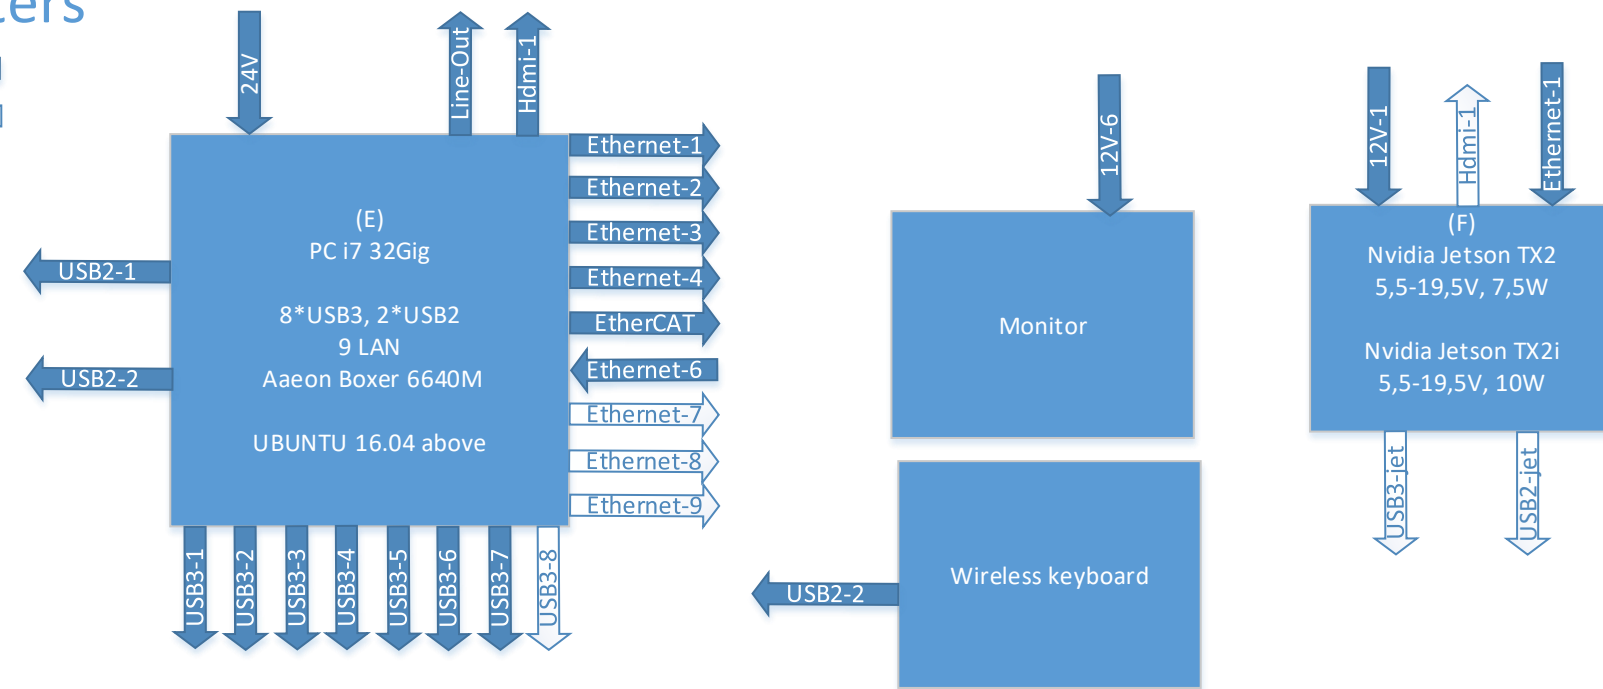 24V
Line-Out
Hdmi-1
Ethernet-1
Ethernet-2
Ethernet-3
Ethernet-4
EtherCAT
Ethernet-6
Ethernet-7
Ethernet-8
Ethernet-9
USB2-1
USB2-2
(E)
PC i7 32Gig
8*USB3, 2*USB2
9 LAN
Aaeon Boxer 6640M
UBUNTU 16.04 above
USB3-1
USB3-2
USB3-3
USB3-4
USB3-5
USB3-6
USB3-7
USB3-8
12V-6
Monitor
USB2-2
Wireless keyboard
12V-1
Hdmi-1
Ethernet-1
(F)
Nvidia Jetson TX2
5,5-19,5V, 7,5W
Nvidia Jetson TX2i
5,5-19,5V, 10W
USB3-jet
USB2-jet